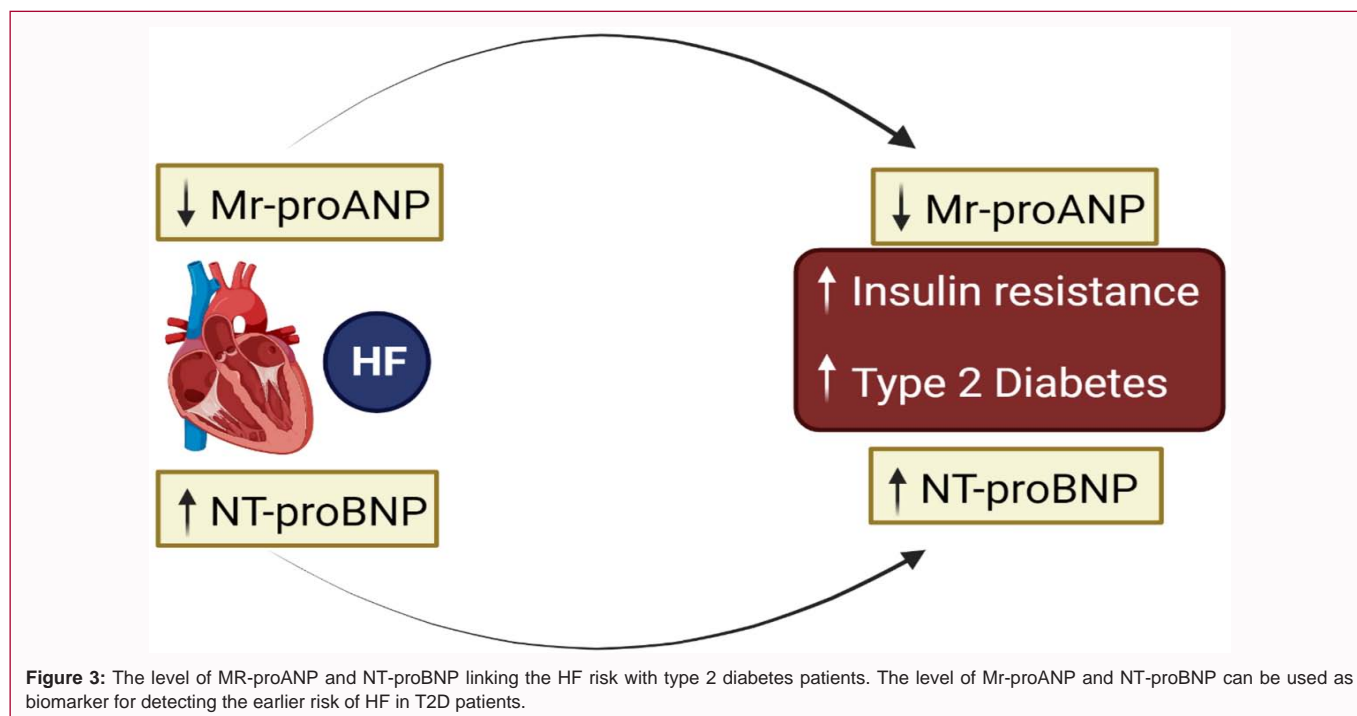 ↓ Mr-proANP
HF
↑ NT-proBNP
↓ Mr-proANP
↑ Insulin resistance
↑ Type 2 Diabetes
↑ NT-proBNP
Figure 3: The level of MR-proANP and NT-proBNP linking the HF risk with type 2 diabetes patients. The level of Mr-proANP and NT-proBNP can be used as
biomarker for detecting the earlier risk of HF in T2D patients.